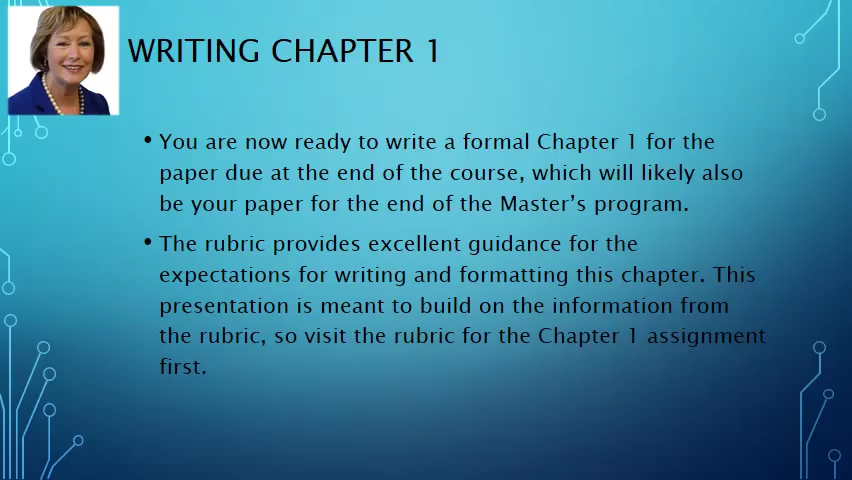 WRITING CHAPTER 1
• You are now ready to write a formal Chapter 1 for the
paper due at the end of the course, which will likely also
be your paper for the end of the Master’s program.
• The rubric provides excellent guidance for the
expectations for writing and formatting this chapter. This
presentation is meant to build on the information from
the rubric, so visit the rubric for the Chapter 1 assignment
first.